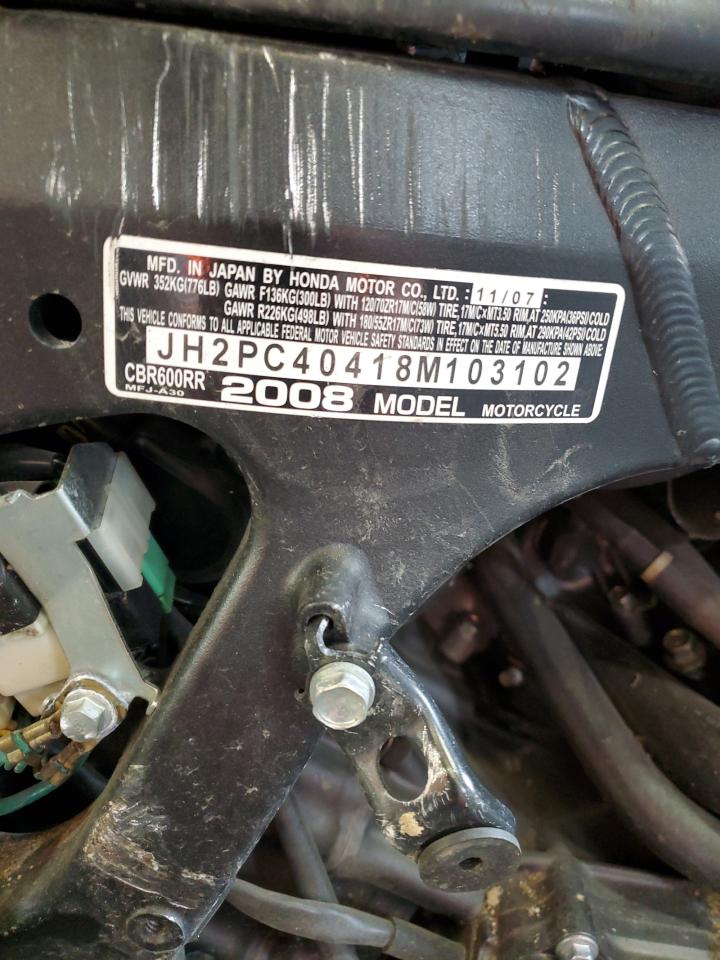 MFD. IN JAPAN BY HONDA MOTOR CO., LTD. : 11/07 :
GVWR 352KG(776LB) GAWR F136KG(300LB) WITH 120/70ZR17M/C(58W) TIRE, 17M/C×MT3.50 RIM, AT 250KPA(36PSI)COLD
GAWR R226KG(498LB) WITH 180/55ZR17M/C(73W) TIRE, 17M/C×MT5.50 RIM, AT 290KPA(42PSI)COLD
THIS VEHICLE CONFORMS TO ALL APPLICABLE FEDERAL MOTOR VEHICLE SAFETY STANDARDS IN EFFECT ON THE DATE OF MANUFACTURE SHOWN ABOVE.
JH2PC40418M103102
CBR600RR 2008 MODEL MOTORCYCLE
MFJ-A30